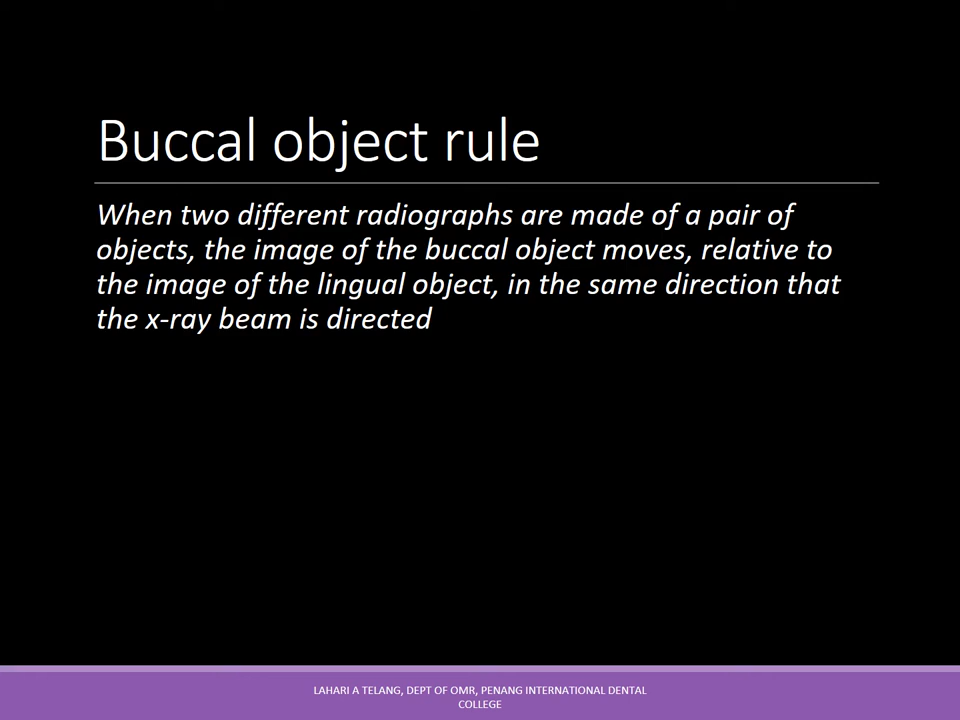 Buccal object rule
When two different radiographs are made of a pair of
objects, the image of the buccal object moves, relative to
the image of the lingual object, in the same direction that
the x-ray beam is directed
LAHARI A TELANG, DEPT OF OMR, PENANG INTERNATIONAL DENTAL
COLLEGE